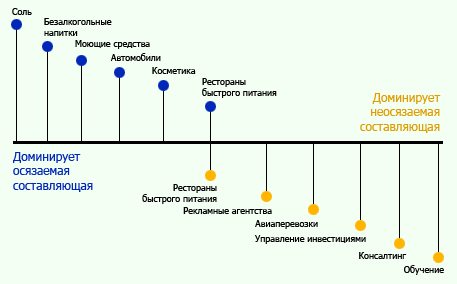 Соль
Безалкогольные
напитки
Моющие средства
Автомобили
Косметика
Рестораны
быстрого питания
Доминирует
неосязаемая
составляющая
Доминирует
осязаемая
составляющая
Рестораны
быстрого питания
Рекламные агентства
Авиаперевозки
Управление инвестициями
Консалтинг
Обучение